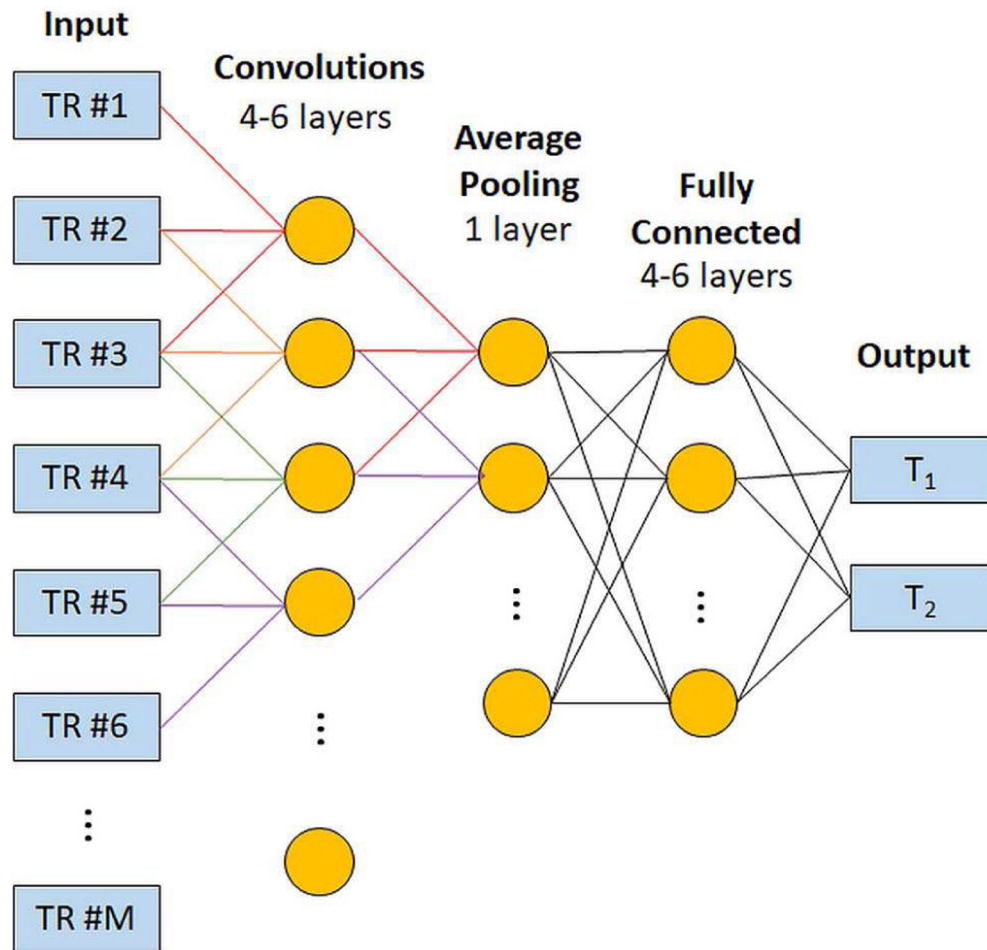 Input
TR #1
TR #2
TR #3
TR #4
TR #5
TR #6
⋮
TR #M
Convolutions
4-6 layers
⋮
Average
Pooling
1 layer
⋮
Fully
Connected
4-6 layers
⋮
Output
T₁
T₂